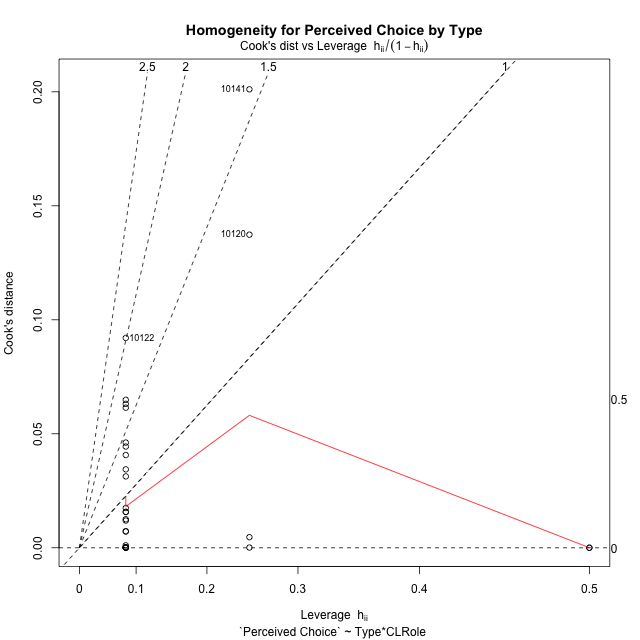 Homogeneity for Perceived Choice by Type
Cook's dist vs Leverage hᵢᵢ/(1 − hᵢᵢ)
2.5 2 1.5 1
10141
10120
10122
0.20
0.15
0.10
0.05
0.00
Cook's distance
0.5
0
0 0.1 0.2 0.3 0.4 0.5
Leverage hᵢᵢ
`Perceived Choice` ~ Type*CLRole